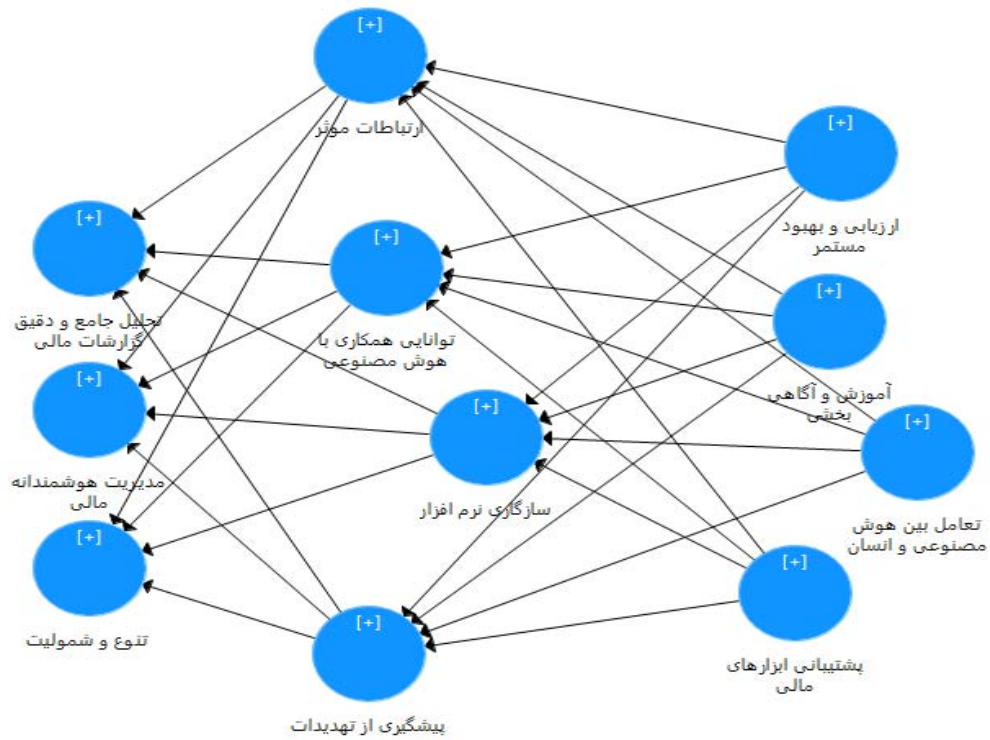 [+]
ارتباطات موثر
[+]
ارزیابی و بهبود
مستمر
[+]
تحلیل جامع و دقیق
گزارشات مالی
[+]
توانایی همکاری با
هوش مصنوعی
[+]
آموزش و آگاهی
بخشی
[+]
مدیریت هوشمندانه
مالی
[+]
سازگاری نرم افزار
[+]
تعامل بین هوش
مصنوعی و انسان
[+]
تنوع و شمولیت
[+]
پشتیبانی ابزارهای
مالی
[+]
پیشگیری از تهدیدات